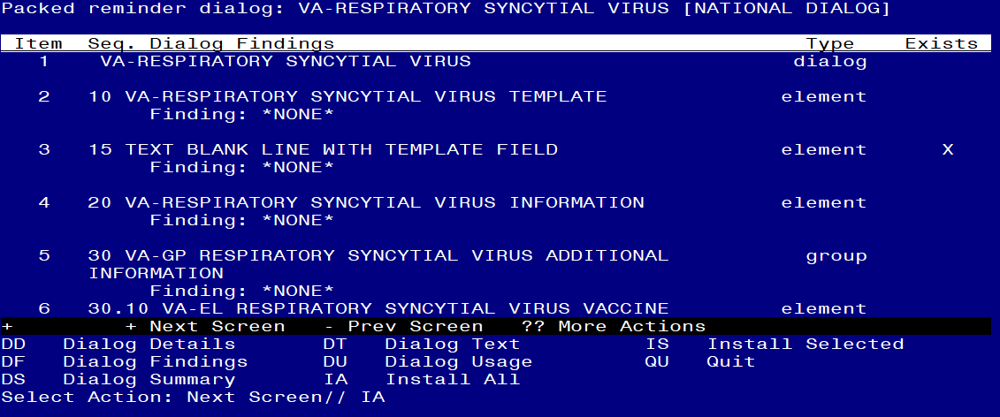 Packed reminder dialog: VA-RESPIRATORY SYNCYTIAL VIRUS [NATIONAL DIALOG]
Item Seq. Dialog Findings Type Exists
1 VA-RESPIRATORY SYNCYTIAL VIRUS dialog
2 10 VA-RESPIRATORY SYNCYTIAL VIRUS TEMPLATE element
Finding: *NONE*
3 15 TEXT BLANK LINE WITH TEMPLATE FIELD element X
Finding: *NONE*
4 20 VA-RESPIRATORY SYNCYTIAL VIRUS INFORMATION element
Finding: *NONE*
5 30 VA-GP RESPIRATORY SYNCYTIAL VIRUS ADDITIONAL group
INFORMATION
Finding: *NONE*
6 30.10 VA-EL RESPIRATORY SYNCYTIAL VIRUS VACCINE element
+ + Next Screen - Prev Screen ?? More Actions
DD Dialog Details DT Dialog Text IS Install Selected
DF Dialog Findings DU Dialog Usage QU Quit
DS Dialog Summary IA Install All
Select Action: Next Screen// IA